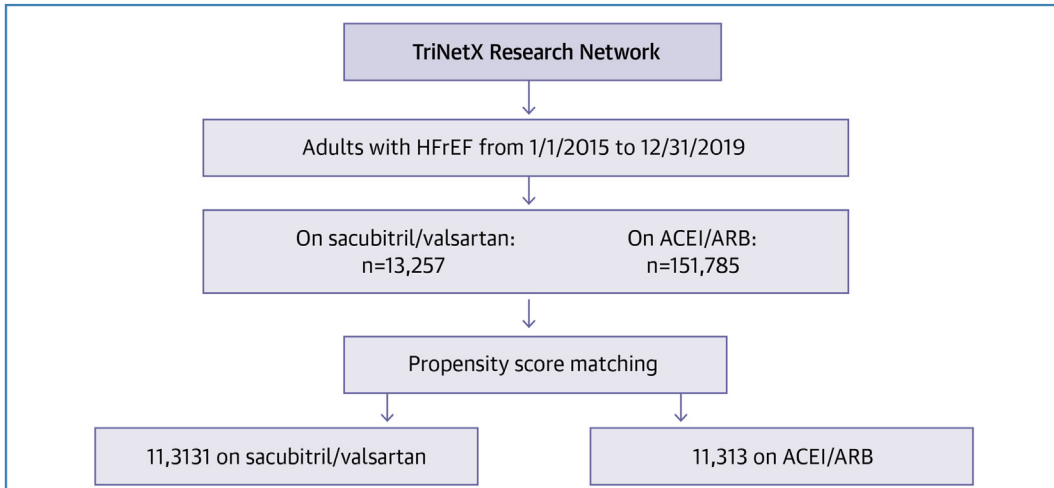 TriNetX Research Network
Adults with HFrEF from 1/1/2015 to 12/31/2019
On sacubitril/valsartan:
n=13,257
On ACEI/ARB:
n=151,785
Propensity score matching
11,3131 on sacubitril/valsartan
11,313 on ACEI/ARB